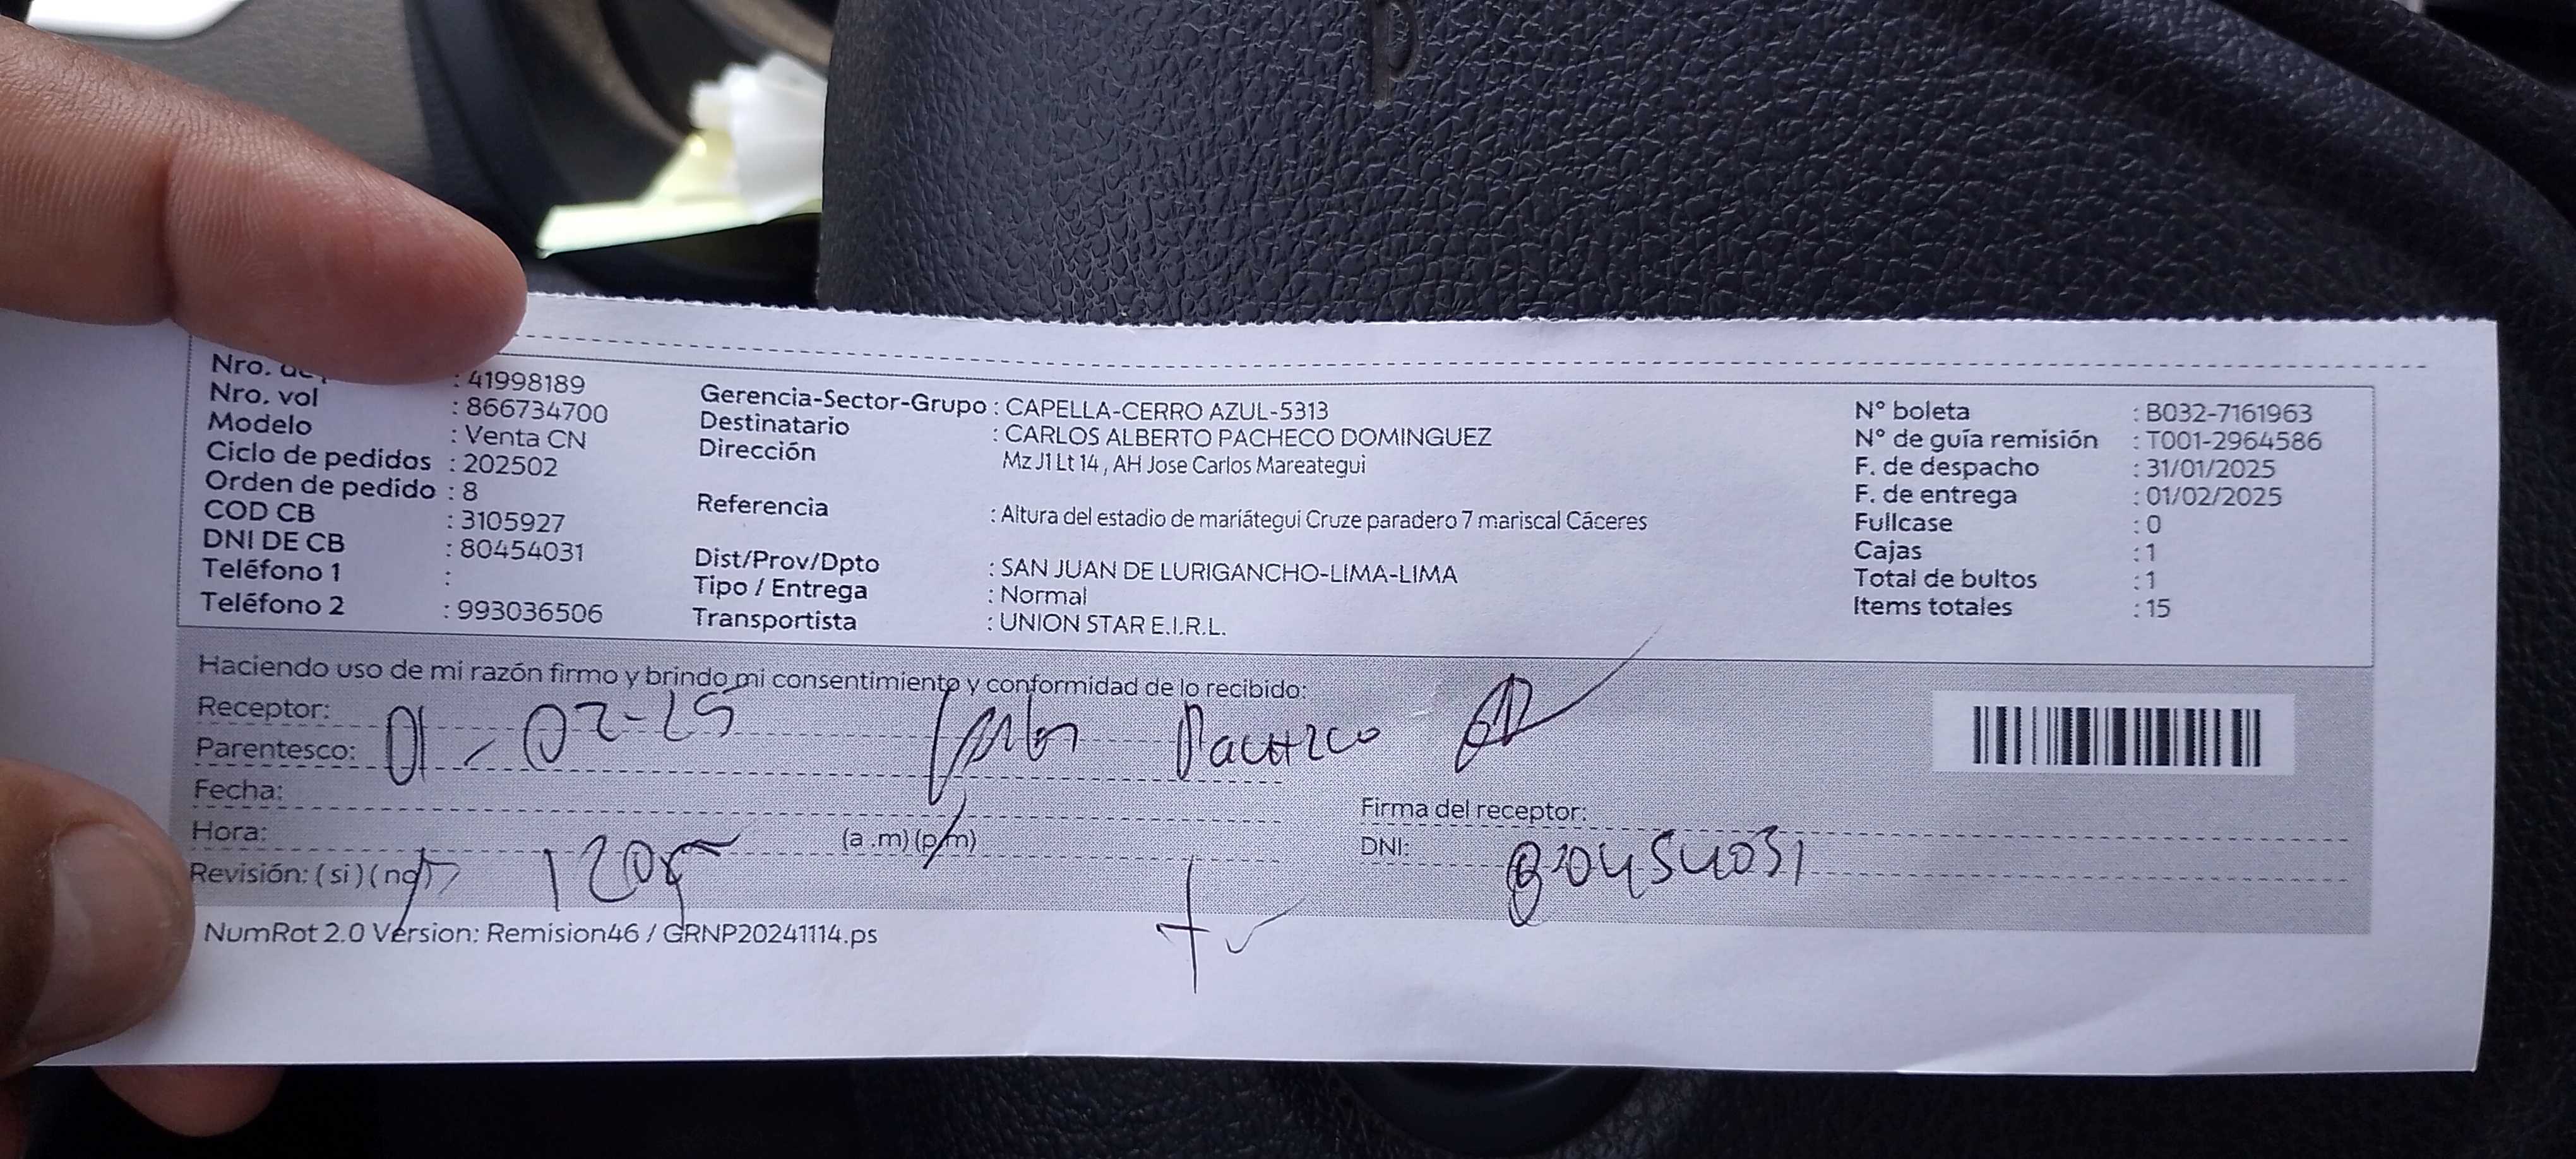 P
Nro. de : 41998189
Nro. vol : 866734700
Modelo : Venta CN
Ciclo de pedidos : 202502
Orden de pedido : 8
COD CB : 3105927
DNI DE CB : 80454031
Teléfono 1 :
Teléfono 2 : 993036506
Gerencia-Sector-Grupo : CAPELLA-CERRO AZUL-5313
Destinatario : CARLOS ALBERTO PACHECO DOMINGUEZ
Dirección Mz J1 Lt 14 , AH Jose Carlos Mareategui
Referencia : Altura del estadio de mariátegui Cruze paradero 7 mariscal Cáceres
Dist/Prov/Dpto : SAN JUAN DE LURIGANCHO-LIMA-LIMA
Tipo / Entrega : Normal
Transportista : UNION STAR E.I.R.L.
N° boleta : B032-7161963
N° de guía remisión : T001-2964586
F. de despacho : 31/01/2025
F. de entrega : 01/02/2025
Fullcase : 0
Cajas : 1
Total de bultos : 1
Items totales : 15
Haciendo uso de mi razón firmo y brindo mi consentimiento y conformidad de lo recibido:
Receptor:
Parentesco: 01-02-25 Carlos Pacheco
Fecha:
Hora: (a .m) (p.m)
Revisión: ( si ) ( no ) 1205
Firma del receptor:
DNI: 80454031
NumRot 2.0 Version: Remision46 / GRNP20241114.ps